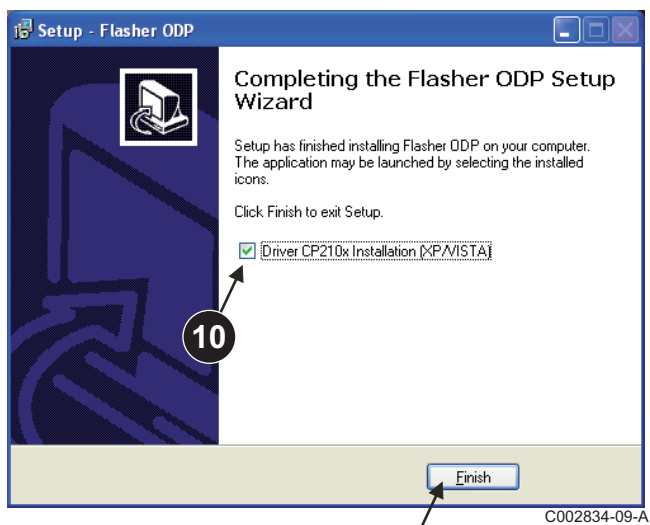 Setup - Flasher ODP
Completing the Flasher ODP Setup
Wizard
Setup has finished installing Flasher ODP on your computer.
The application may be launched by selecting the installed
icons.
Click Finish to exit Setup.
Driver CP210x Installation (XP/VISTA)
10
Finish
C002834-09-A